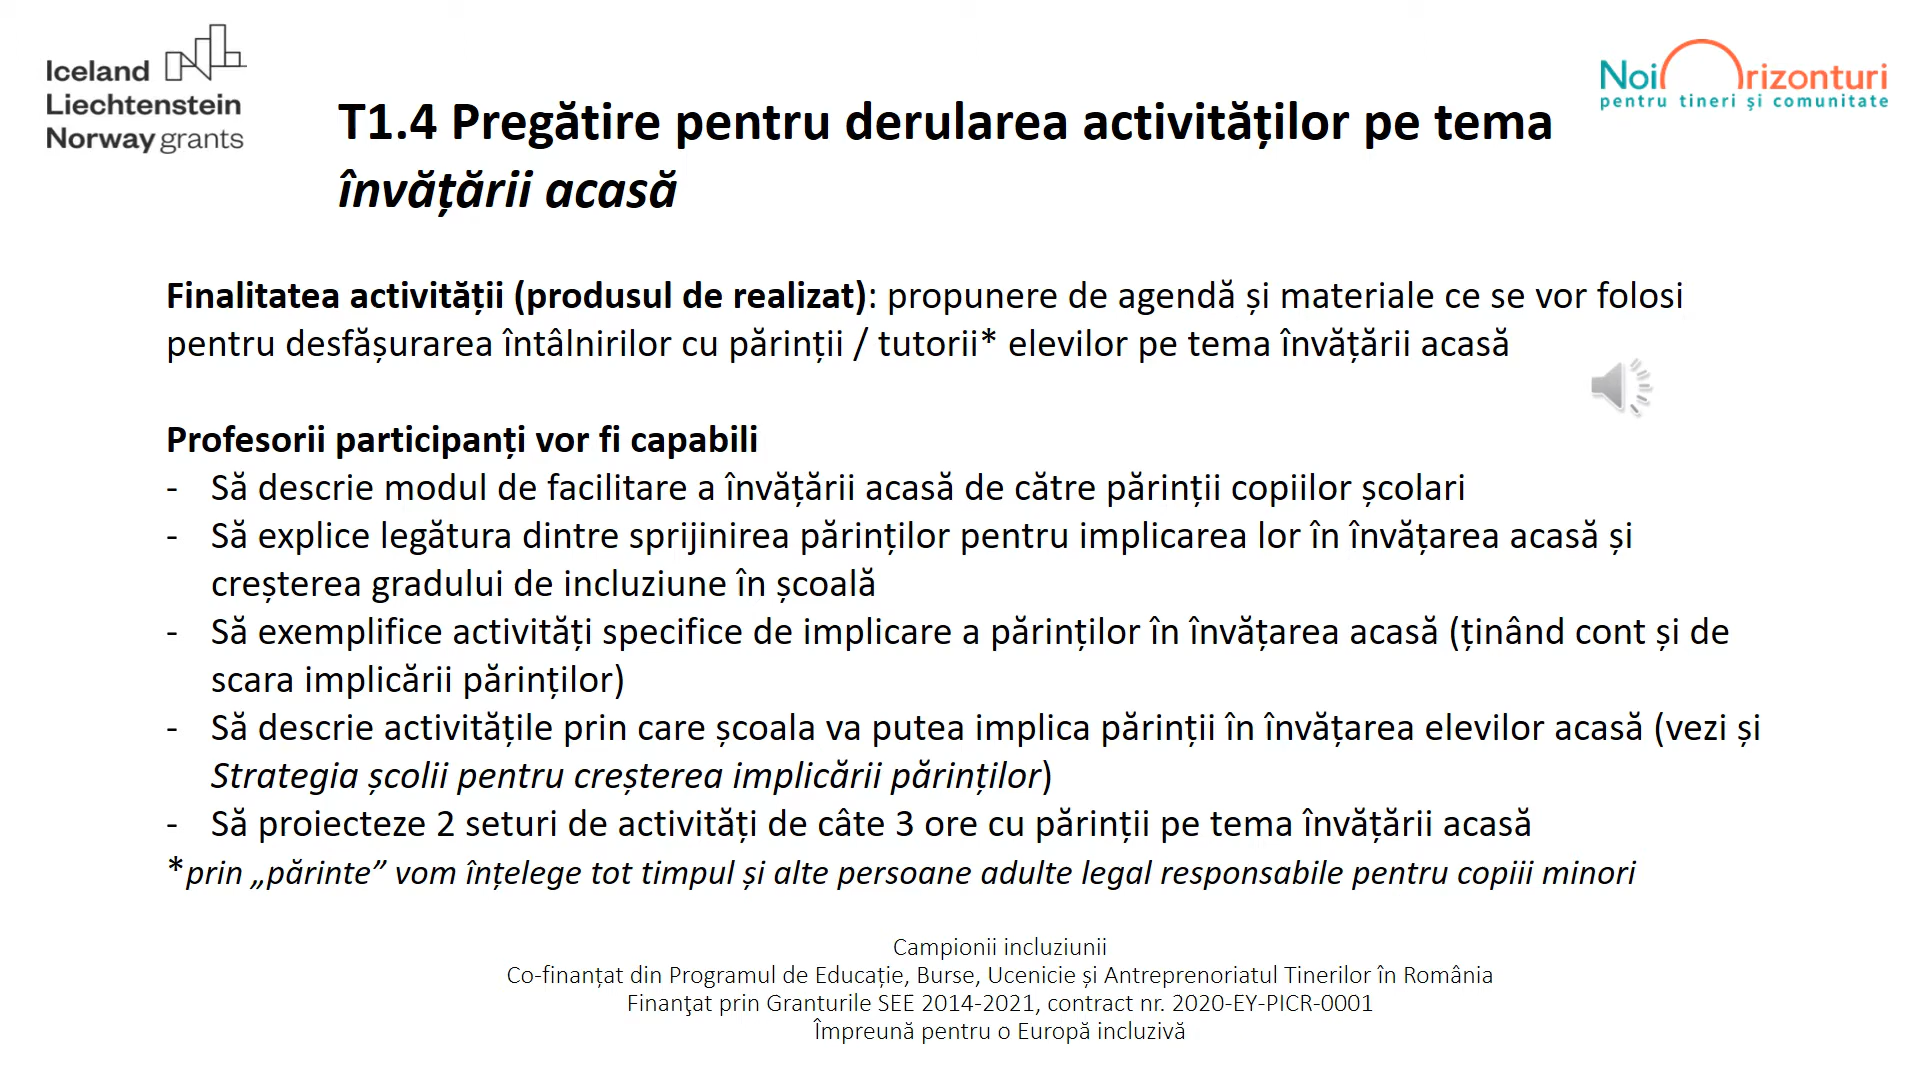 Iceland
Liechtenstein
Norway grants
Noi Orizonturi
pentru tineri și comunitate
T1.4 Pregătire pentru derularea activităților pe tema
învățării acasă
Finalitatea activității (produsul de realizat): propunere de agendă și materiale ce se vor folosi
pentru desfășurarea întâlnirilor cu părinții / tutorii* elevilor pe tema învățării acasă
Profesorii participanți vor fi capabili
- Să descrie modul de facilitare a învățării acasă de către părinții copiilor școlari
- Să explice legătura dintre sprijinirea părinților pentru implicarea lor în învățarea acasă și
creșterea gradului de incluziune în școală
- Să exemplifice activități specifice de implicare a părinților în învățarea acasă (ținând cont și de
scara implicării părinților)
- Să descrie activitățile prin care școala va putea implica părinții în învățarea elevilor acasă (vezi și
Strategia școlii pentru creșterea implicării părinților)
- Să proiecteze 2 seturi de activități de câte 3 ore cu părinții pe tema învățării acasă
*prin „părinte” vom înțelege tot timpul și alte persoane adulte legal responsabile pentru copiii minori
Campionii incluziunii
Co-finanțat din Programul de Educație, Burse, Ucenicie și Antreprenoriatul Tinerilor în România
Finanţat prin Granturile SEE 2014-2021, contract nr. 2020-EY-PICR-0001
Împreună pentru o Europă incluzivă